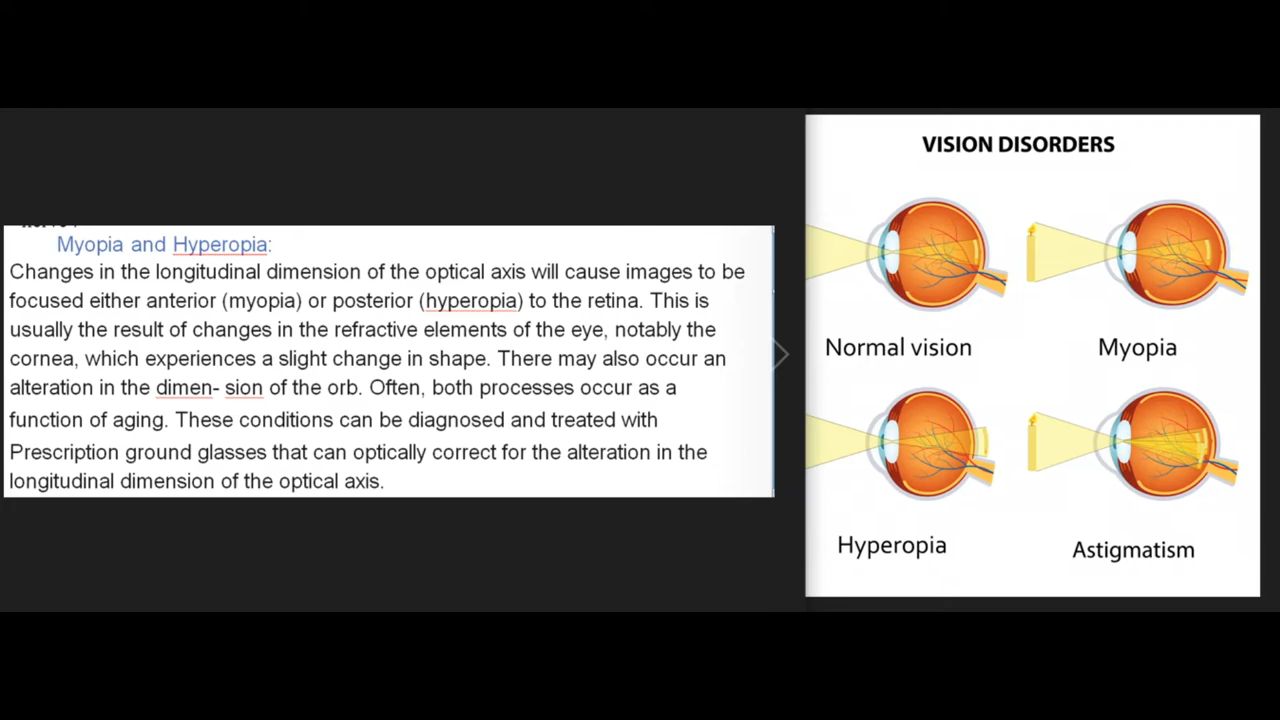 Myopia and Hyperopia:
Changes in the longitudinal dimension of the optical axis will cause images to be
focused either anterior (myopia) or posterior (hyperopia) to the retina. This is
usually the result of changes in the refractive elements of the eye, notably the
cornea, which experiences a slight change in shape. There may also occur an
alteration in the dimen- sion of the orb. Often, both processes occur as a
function of aging. These conditions can be diagnosed and treated with
Prescription ground glasses that can optically correct for the alteration in the
longitudinal dimension of the optical axis.
VISION DISORDERS
Normal vision
Myopia
Hyperopia
Astigmatism